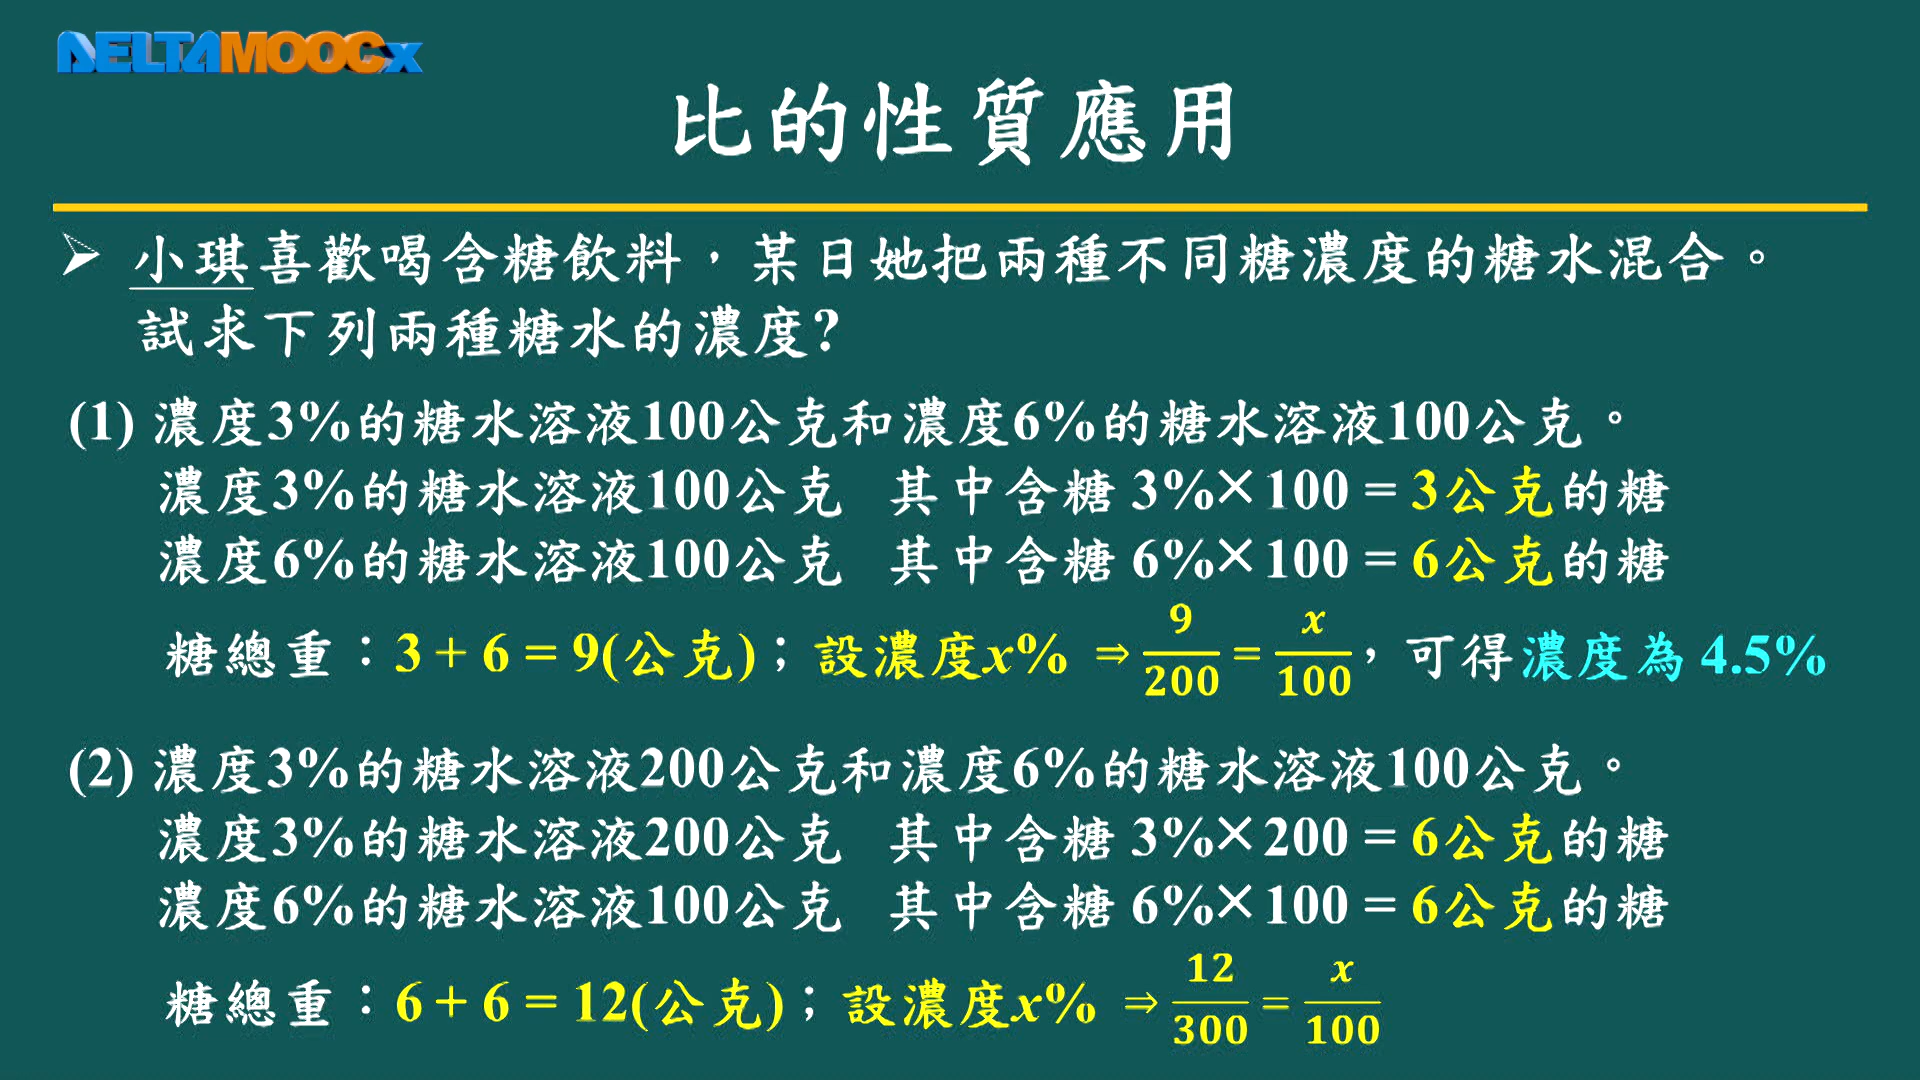 DELTAMOOCx
比的性質應用
➢ 小琪喜歡喝含糖飲料，某日她把兩種不同糖濃度的糖水混合。
試求下列兩種糖水的濃度?
(1) 濃度3%的糖水溶液100公克和濃度6%的糖水溶液100公克。
濃度3%的糖水溶液100公克 其中含糖 3%×100 = 3公克的糖
濃度6%的糖水溶液100公克 其中含糖 6%×100 = 6公克的糖
糖總重：3 + 6 = 9(公克)；設濃度x% ⇒ 9/200 = x/100，可得濃度為 4.5%
(2) 濃度3%的糖水溶液200公克和濃度6%的糖水溶液100公克。
濃度3%的糖水溶液200公克 其中含糖 3%×200 = 6公克的糖
濃度6%的糖水溶液100公克 其中含糖 6%×100 = 6公克的糖
糖總重：6 + 6 = 12(公克)；設濃度x% ⇒ 12/300 = x/100